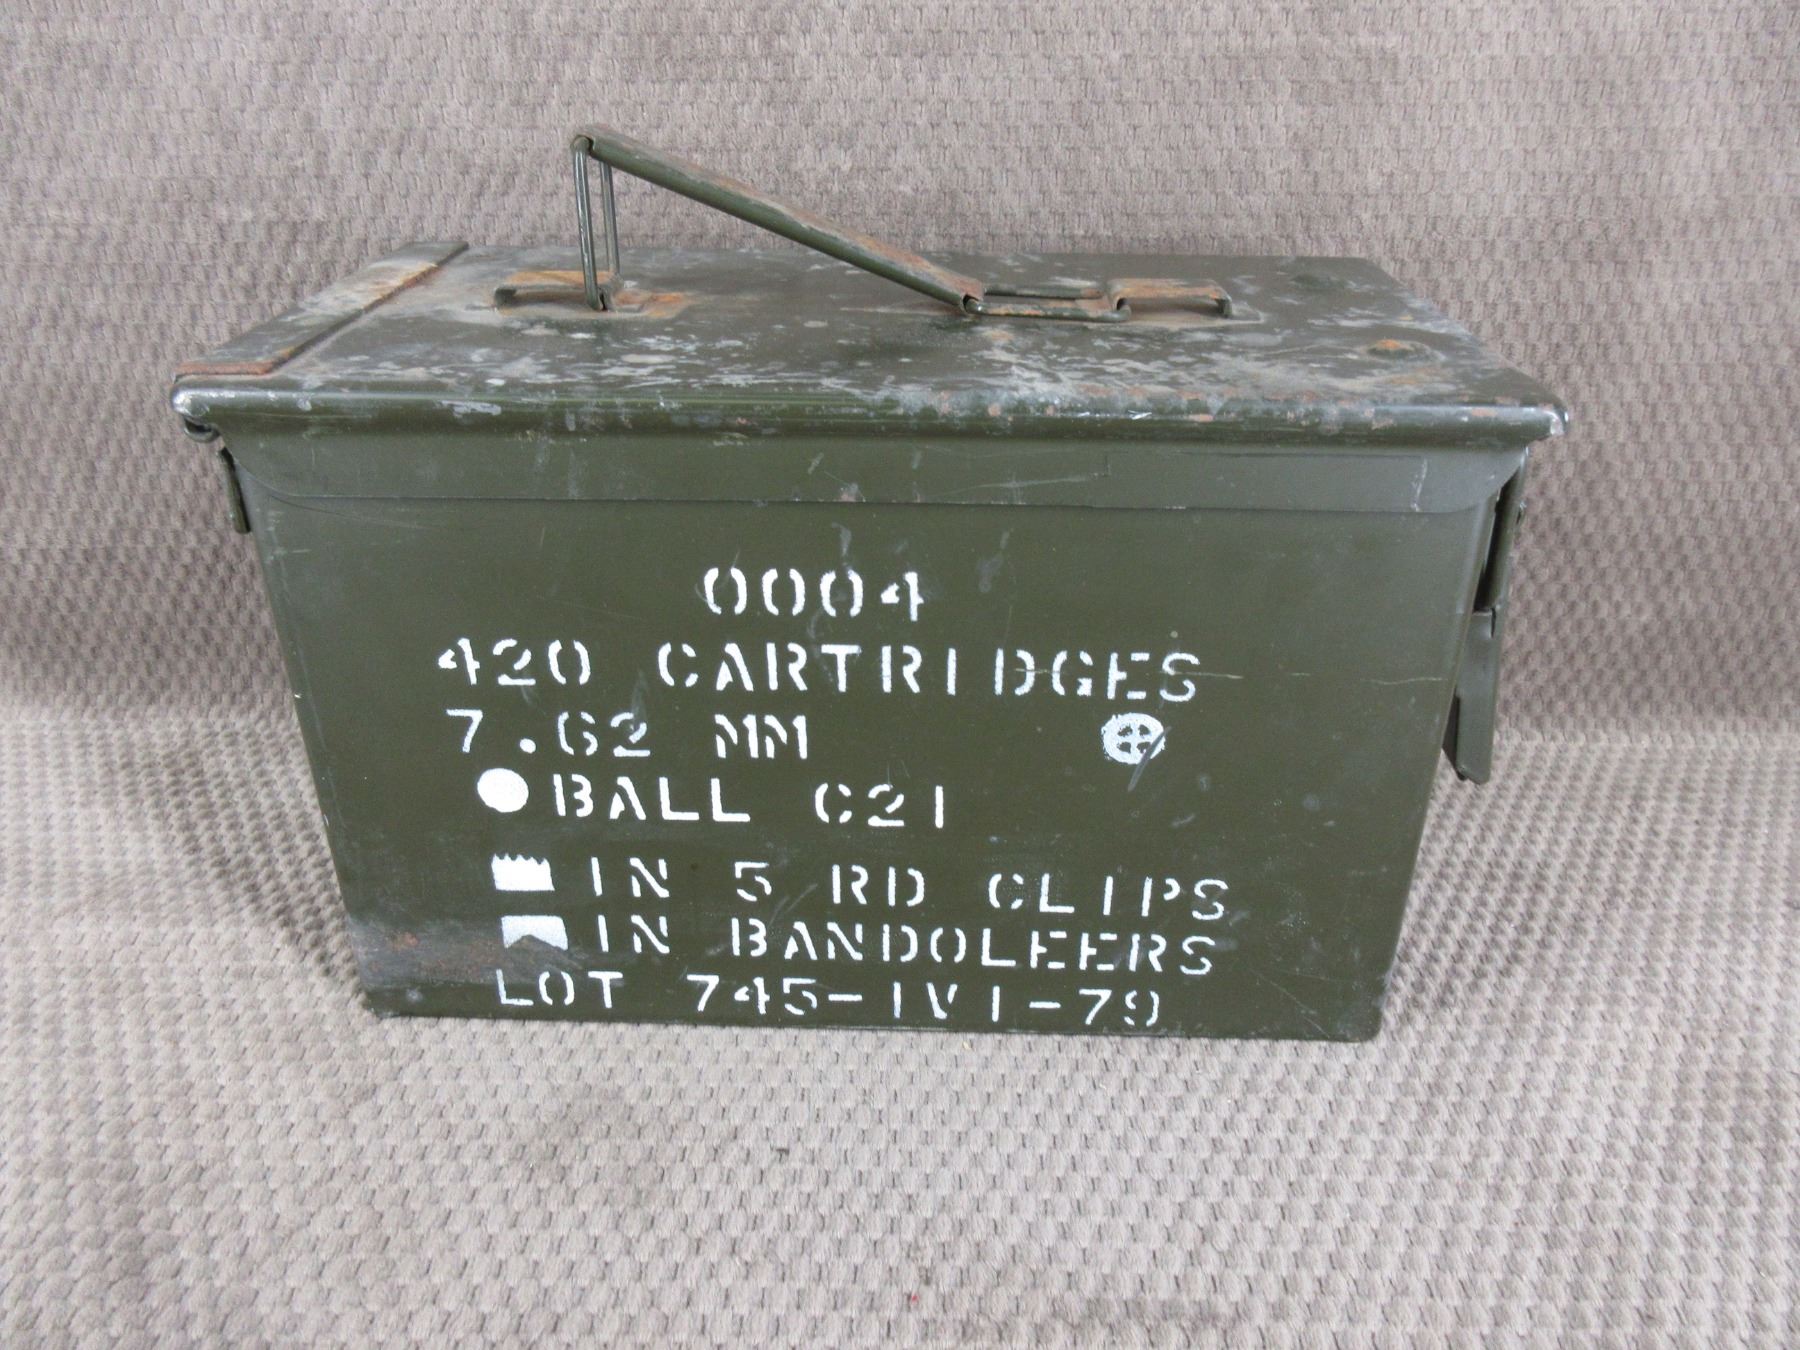 0004
420 CARTRIDGES
7.62 MM
BALL C21
IN 5 RD CLIPS
IN BANDOLEERS
LOT 745-IVI-79